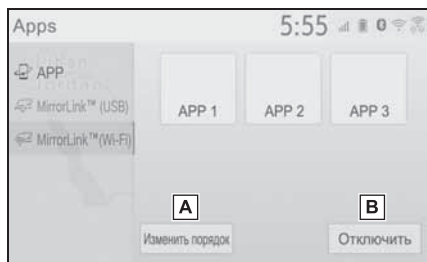 Apps 5:55
APP
MirrorLink™ (USB)
MirrorLink™(Wi-Fi)
APP 1 APP 2 APP 3
A B
Изменить порядок Отключить